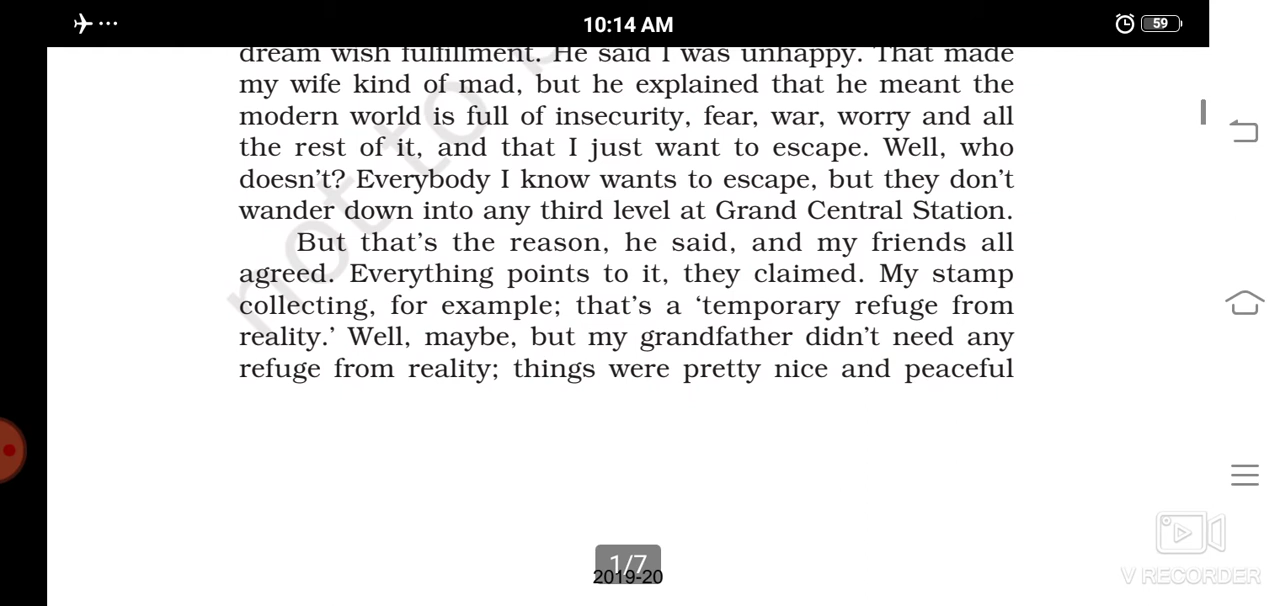 10:14 AM
59
dream wish fulfillment. He said I was unhappy. That made
my wife kind of mad, but he explained that he meant the
modern world is full of insecurity, fear, war, worry and all
the rest of it, and that I just want to escape. Well, who
doesn’t? Everybody I know wants to escape, but they don’t
wander down into any third level at Grand Central Station.
But that’s the reason, he said, and my friends all
agreed. Everything points to it, they claimed. My stamp
collecting, for example; that’s a ‘temporary refuge from
reality.’ Well, maybe, but my grandfather didn’t need any
refuge from reality; things were pretty nice and peaceful
not to
1/7
2019-20
V RECORDER